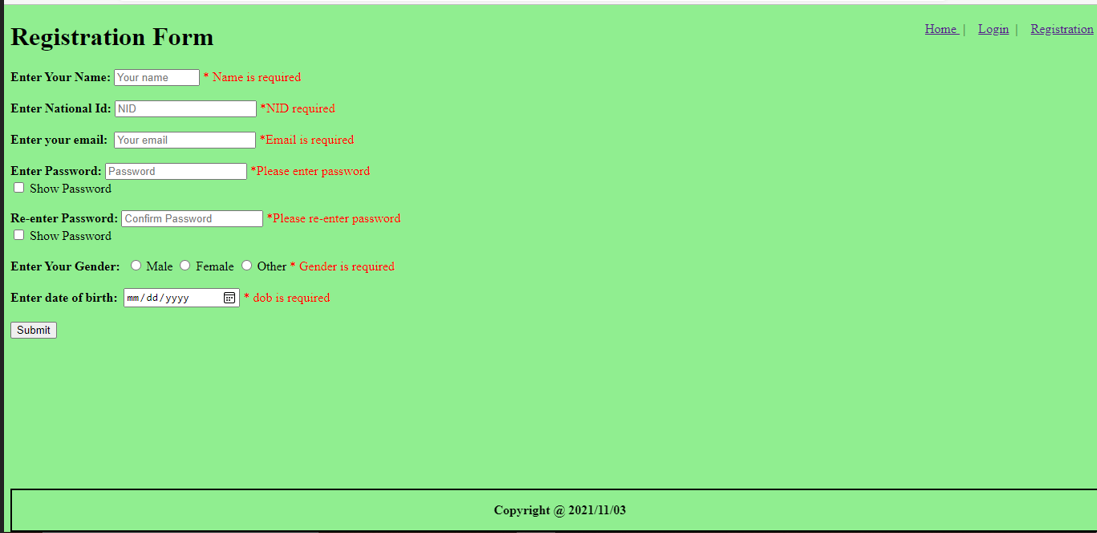 Home | Login | Registration
Registration Form
Enter Your Name: Your name * Name is required
Enter National Id: NID *NID required
Enter your email: Your email *Email is required
Enter Password: Password *Please enter password
Show Password
Re-enter Password: Confirm Password *Please re-enter password
Show Password
Enter Your Gender: Male Female Other * Gender is required
Enter date of birth: mm/dd/yyyy * dob is required
Submit
Copyright @ 2021/11/03